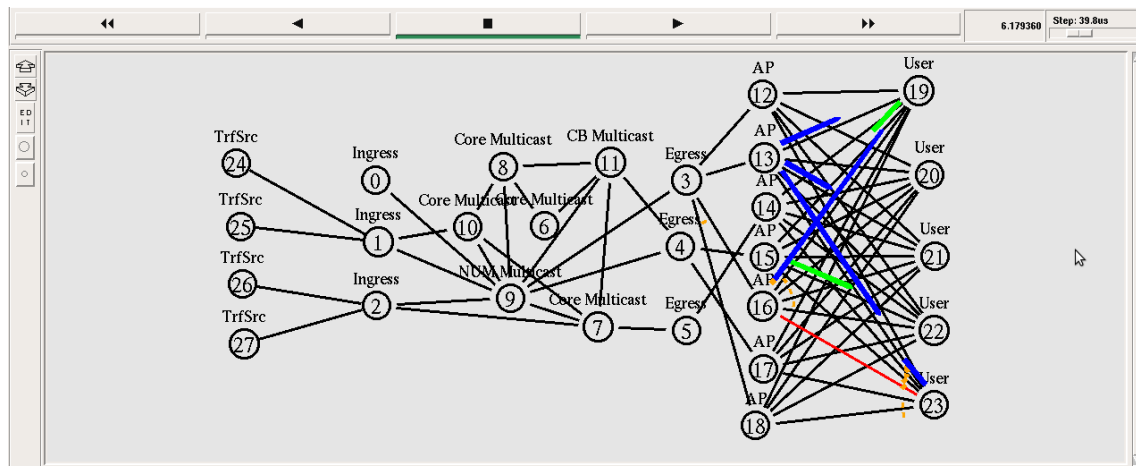 6.179360
Step: 39.8us
E D
I T
TrfSrc
24
TrfSrc
25
TrfSrc
26
TrfSrc
27
Ingress
0
Ingress
1
Ingress
2
Core Multicast
8
CB Multicast
11
Core Multicast
10
Core Multicast
6
NUM Multicast
9
Core Multicast
7
Egress
3
Egress
4
Egress
5
AP
12
AP
13
AP
14
AP
15
AP
16
AP
17
AP
18
User
19
User
20
User
21
User
22
User
23